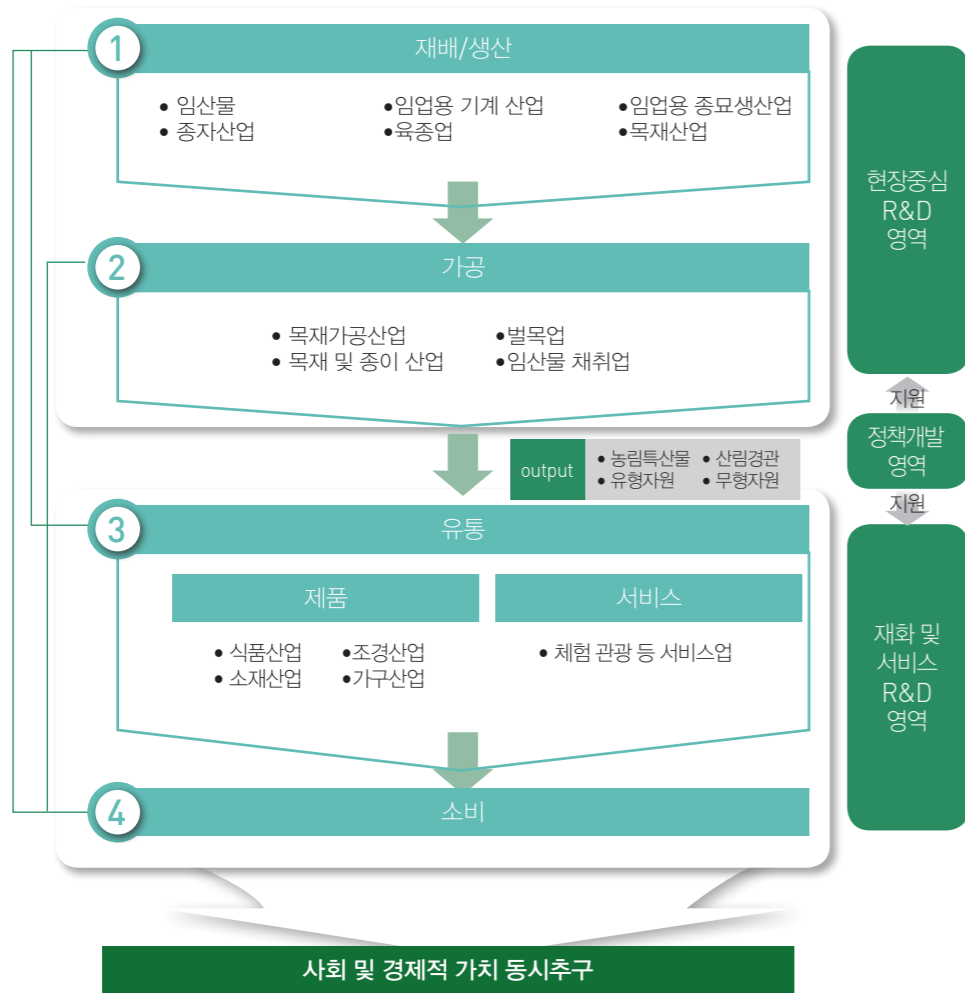 1
재배/생산
• 임산물
• 종자산업
•임업용 기계 산업
•육종업
•임업용 종묘생산업
•목재산업
2
가공
• 목재가공산업
• 목재 및 종이 산업
•벌목업
•임산물 채취업
output
• 농림특산물
• 유형자원
• 산림경관
• 무형자원
3
유통
제품
• 식품산업
• 소재산업
•조경산업
•가구산업
서비스
• 체험 관광 등 서비스업
4
소비
현장중심
R&D
영역
지원
정책개발
영역
지원
재화 및
서비스
R&D
영역
사회 및 경제적 가치 동시추구